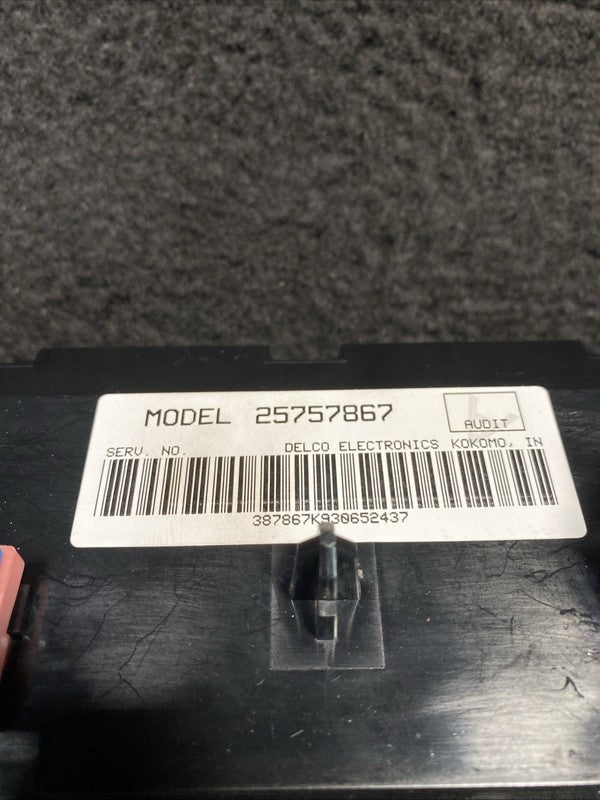 MODEL 25757867
AUDIT
SERV. NO. DELCO ELECTRONICS KOKOMO, IN
387867K930652437